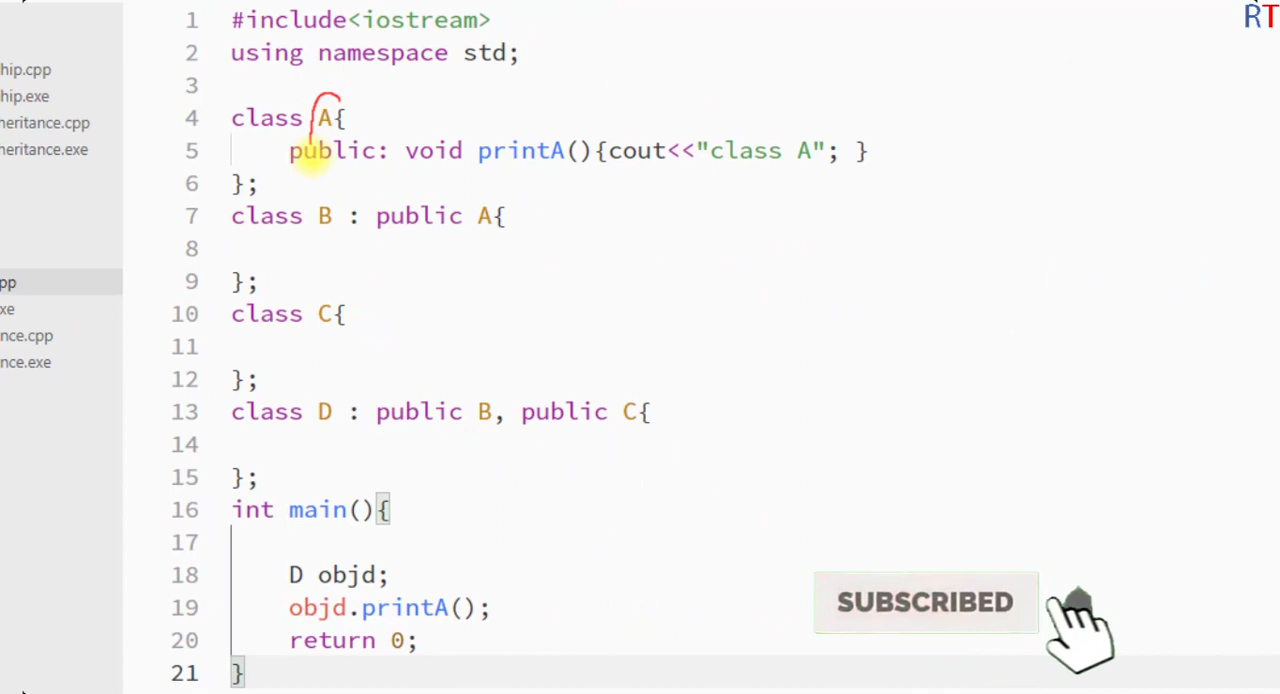 RT
hip.cpp
hip.exe
heritance.cpp
heritance.exe
pp
xe
nce.cpp
nce.exe
1 #include<iostream>
2 using namespace std;
3
4 class A{
5 public: void printA(){cout<<"class A"; }
6 };
7 class B : public A{
8
9 };
10 class C{
11
12 };
13 class D : public B, public C{
14
15 };
16 int main(){
17
18 D objd;
19 objd.printA();
20 return 0;
21 }
SUBSCRIBED